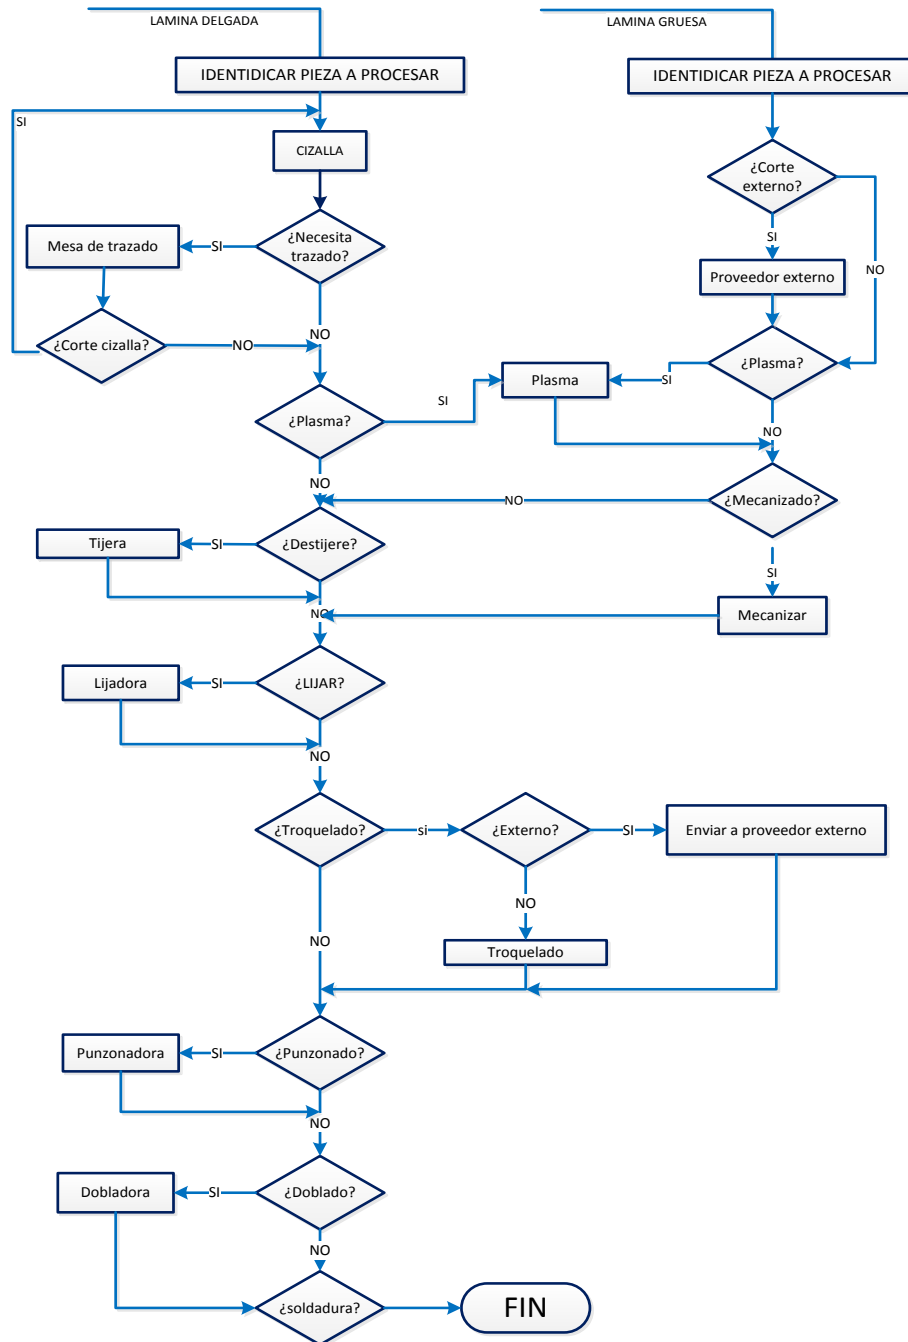 LAMINA DELGADA
LAMINA GRUESA
IDENTIDICAR PIEZA A PROCESAR
IDENTIDICAR PIEZA A PROCESAR
SI
CIZALLA
¿Corte
externo?
¿Necesita
trazado?
SI
Mesa de trazado
SI
NO
Proveedor externo
NO
¿Corte cizalla?
NO
¿Plasma?
Plasma
SI
SI
¿Plasma?
NO
NO
¿Mecanizado?
NO
¿Destijere?
SI
Tijera
SI
Mecanizar
NO
¿LIJAR?
SI
Lijadora
NO
¿Troquelado?
si
¿Externo?
SI
Enviar a proveedor externo
NO
NO
Troquelado
¿Punzonado?
SI
Punzonadora
NO
¿Doblado?
SI
Dobladora
NO
¿soldadura?
FIN